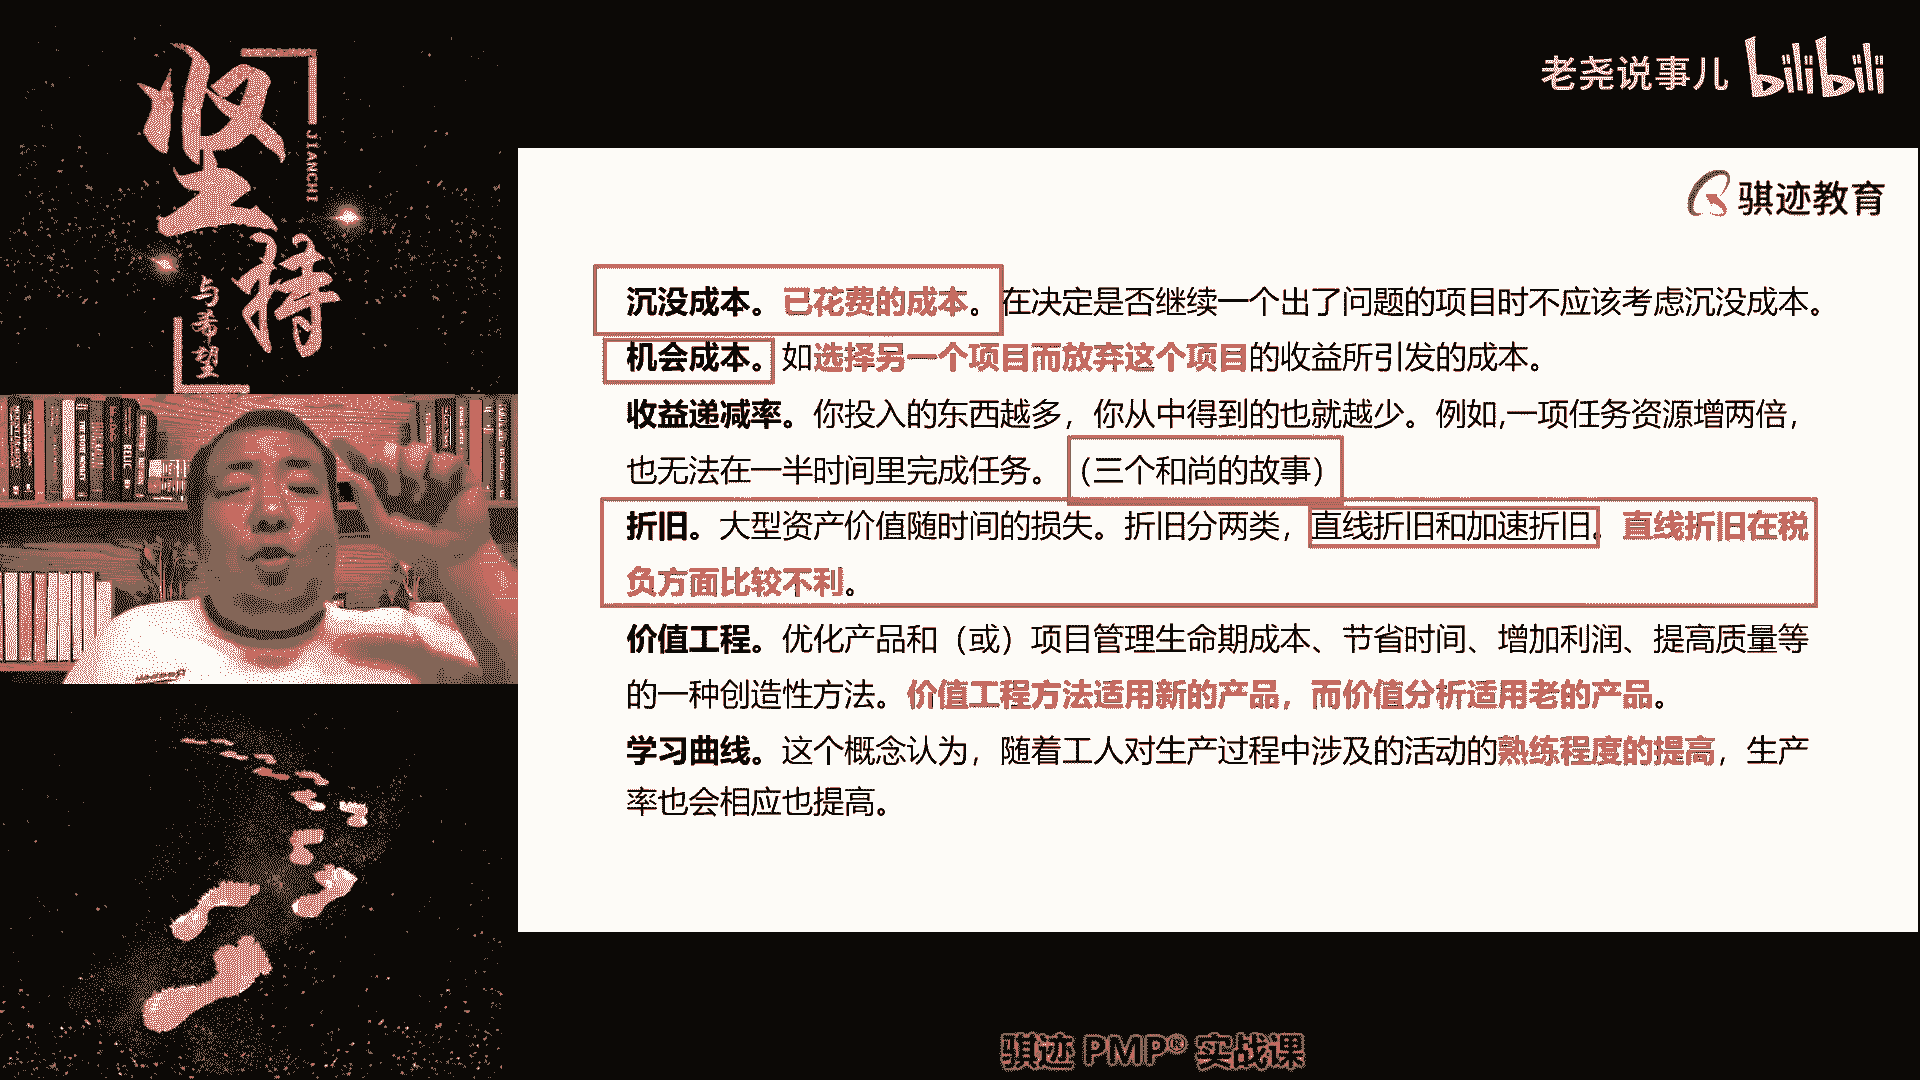 坚持
JIANCHI
与希望
老尧说事儿 bilibili
骐迹教育
沉没成本。已花费的成本。在决定是否继续一个出了问题的项目时不应该考虑沉没成本。
机会成本。如选择另一个项目而放弃这个项目的收益所引发的成本。
收益递减率。你投入的东西越多，你从中得到的也就越少。例如,一项任务资源增两倍，
也无法在一半时间里完成任务。（三个和尚的故事）
折旧。大型资产价值随时间的损失。折旧分两类，直线折旧和加速折旧。直线折旧在税
负方面比较不利。
价值工程。优化产品和（或）项目管理生命期成本、节省时间、增加利润、提高质量等
的一种创造性方法。价值工程方法适用新的产品，而价值分析适用老的产品。
学习曲线。这个概念认为，随着工人对生产过程中涉及的活动的熟练程度的提高，生产
率也会相应也提高。
骐迹 PMP® 实战课